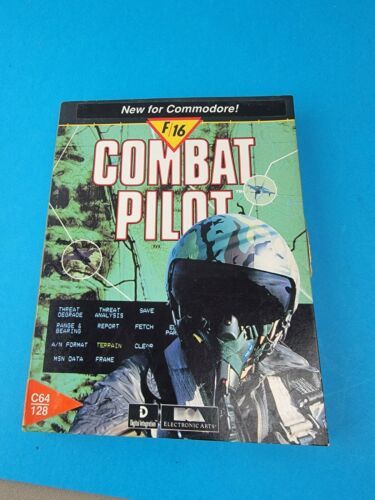 New for Commodore!
F/16
COMBAT
PILOT
THREAT DEGRADE THREAT ANALYSIS SAVE
RANGE & BEARING REPORT FETCH
A/N FORMAT TERRAIN CLEAR
MSN DATA FRAME
C64
128
D
Digital Integration
ELECTRONIC ARTS